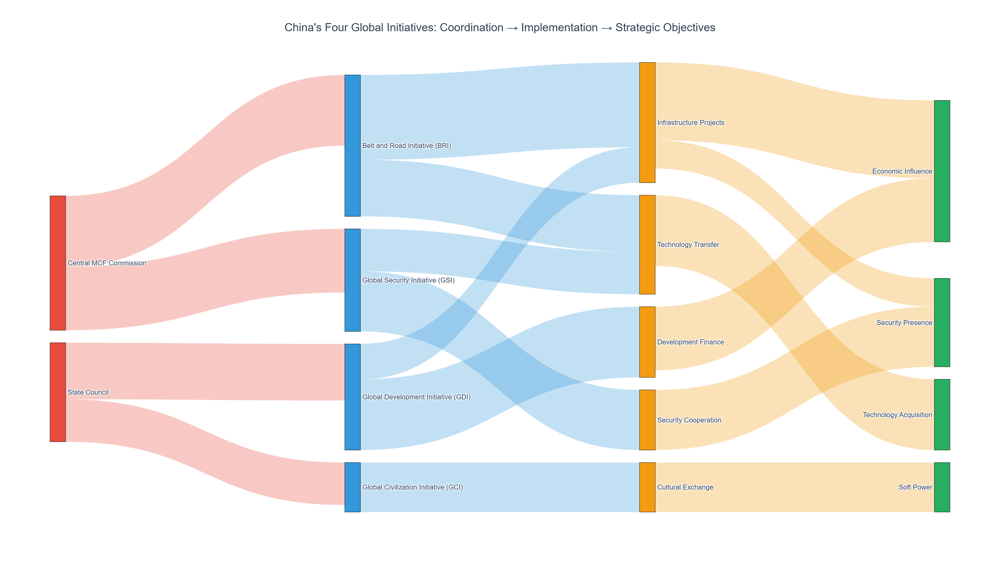 China's Four Global Initiatives: Coordination → Implementation → Strategic Objectives
Central MCF Commission
State Council
Belt and Road Initiative (BRI)
Global Security Initiative (GSI)
Global Development Initiative (GDI)
Global Civilization Initiative (GCI)
Infrastructure Projects
Technology Transfer
Development Finance
Security Cooperation
Cultural Exchange
Economic Influence
Security Presence
Technology Acquisition
Soft Power